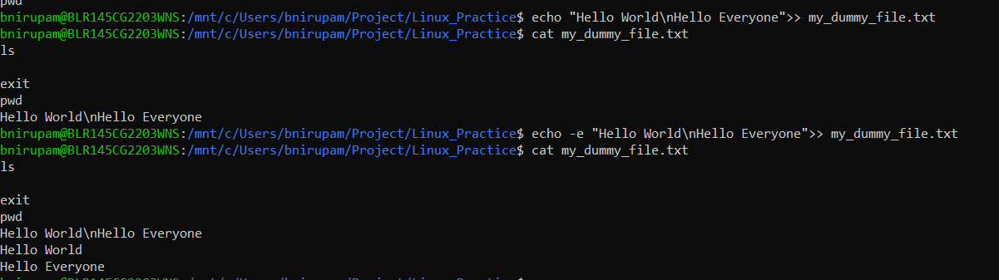 pwd
bnirupam@BLR145CG2203WNS:/mnt/c/Users/bnirupam/Project/Linux_Practice$ echo "Hello World\nHello Everyone">> my_dummy_file.txt
bnirupam@BLR145CG2203WNS:/mnt/c/Users/bnirupam/Project/Linux_Practice$ cat my_dummy_file.txt
ls

exit
pwd
Hello World\nHello Everyone
bnirupam@BLR145CG2203WNS:/mnt/c/Users/bnirupam/Project/Linux_Practice$ echo -e "Hello World\nHello Everyone">> my_dummy_file.txt
bnirupam@BLR145CG2203WNS:/mnt/c/Users/bnirupam/Project/Linux_Practice$ cat my_dummy_file.txt
ls

exit
pwd
Hello World\nHello Everyone
Hello World
Hello Everyone
bnirupam@BLR145CG2203WNS:/mnt/c/Users/bnirupam/Project/Linux_Practice$